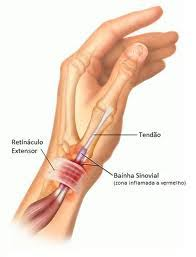 Tendão
Retináculo
Extensor
Bainha Sinovial
(zona inflamada a vermelho)